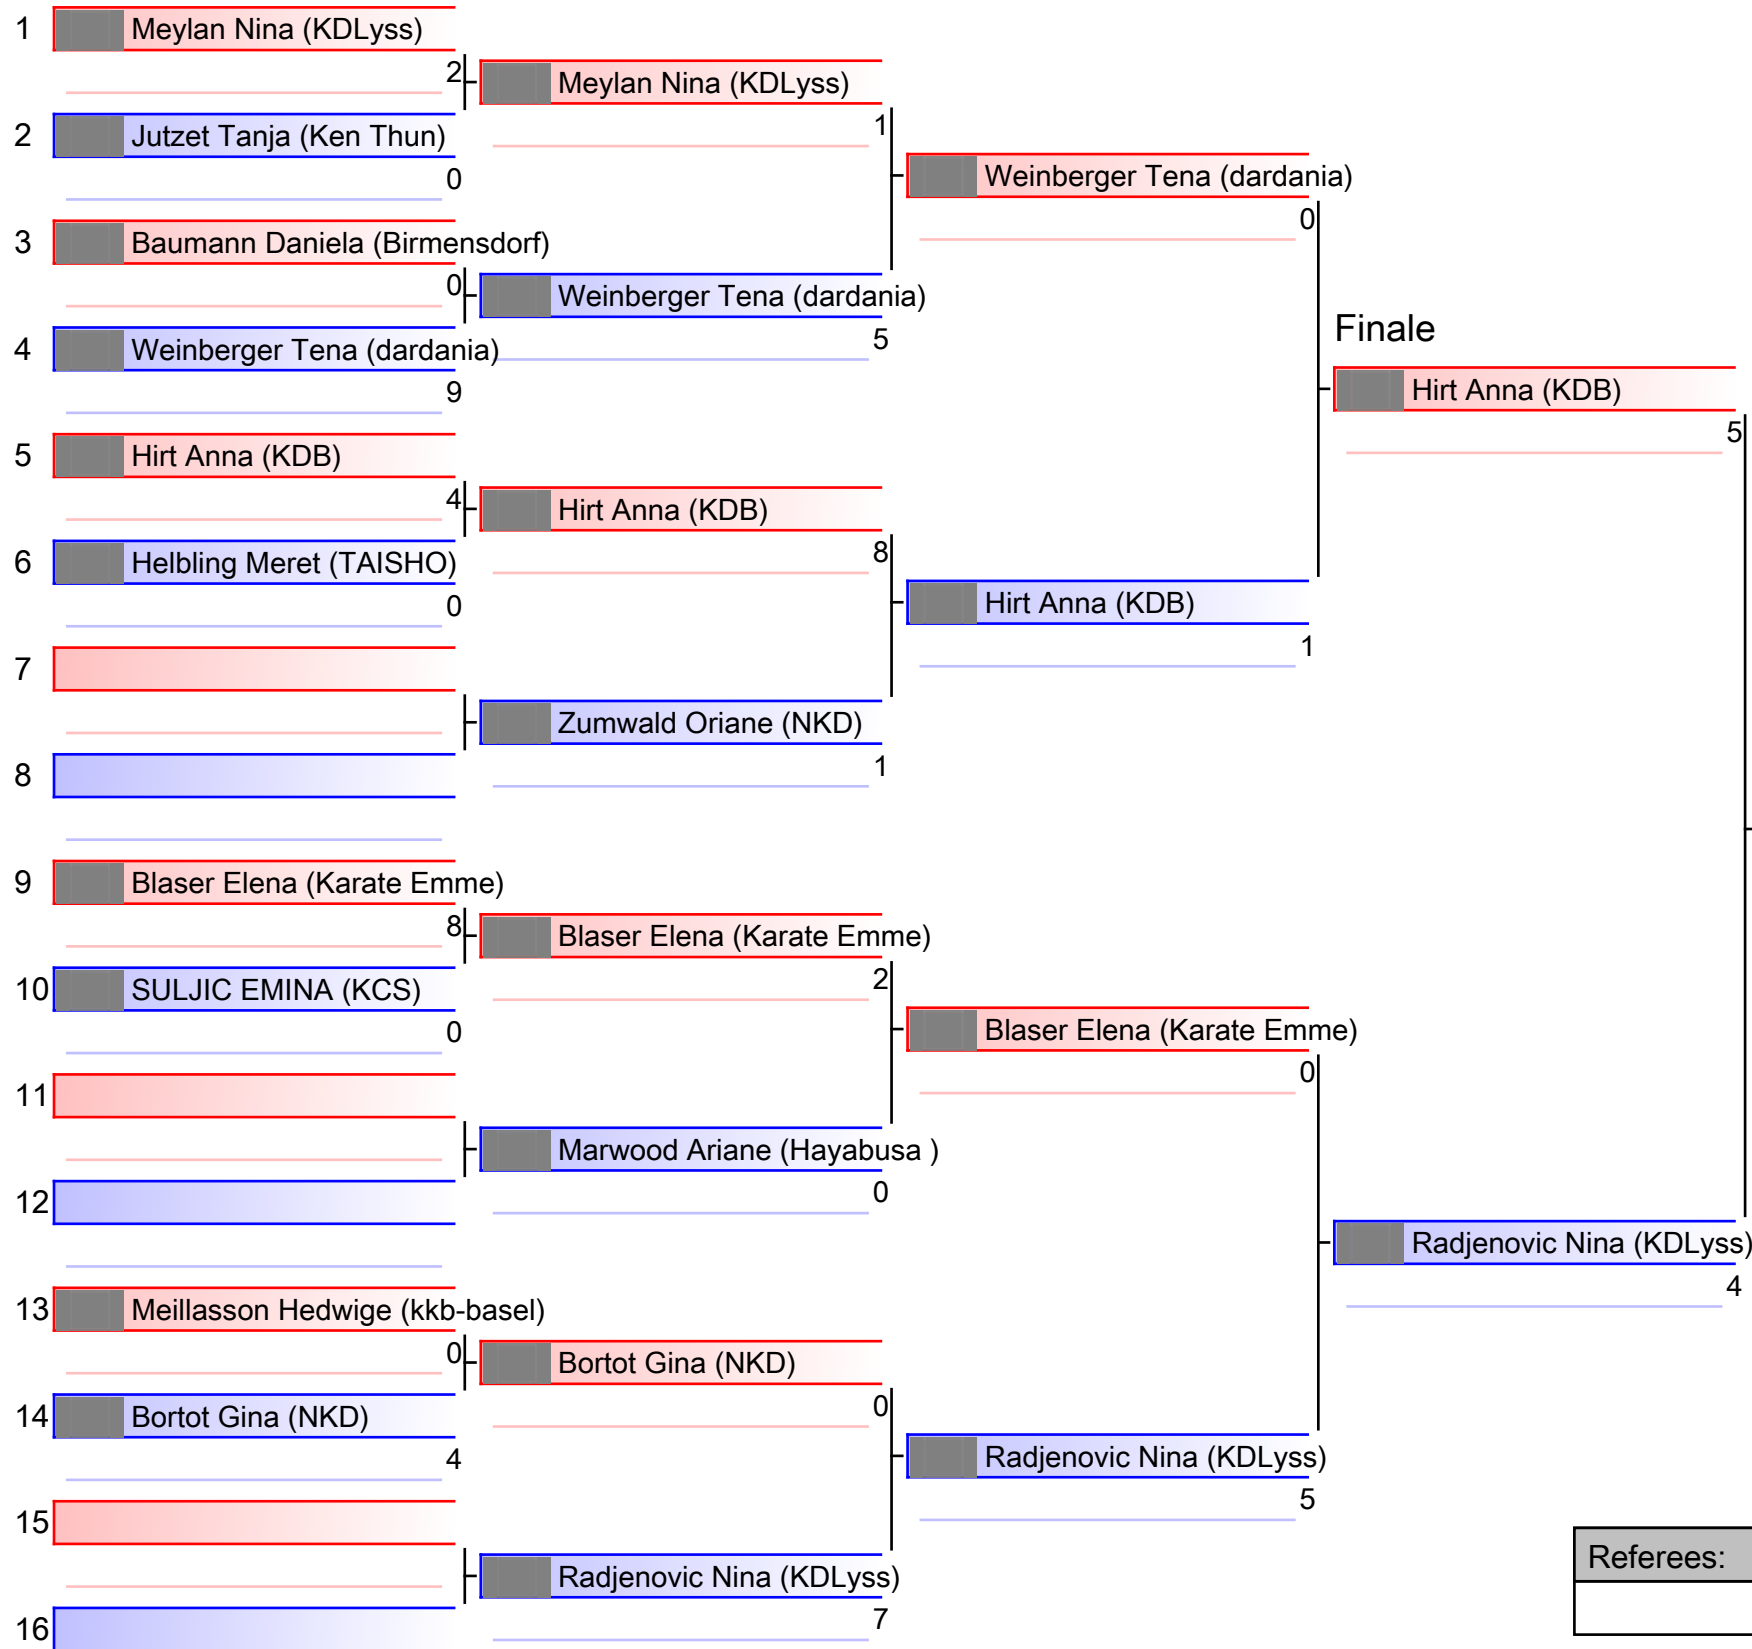 1 Meylan Nina (KDLyss)
2
2 Jutzet Tanja (Ken Thun)
0
3 Baumann Daniela (Birmensdorf)
0
4 Weinberger Tena (dardania)
9
5 Hirt Anna (KDB)
4
6 Helbling Meret (TAISHO)
0
7
8
9 Blaser Elena (Karate Emme)
8
10 SULJIC EMINA (KCS)
0
11
12
13 Meillasson Hedwige (kkb-basel)
0
14 Bortot Gina (NKD)
4
15
16
Meylan Nina (KDLyss)
1
Weinberger Tena (dardania)
5
Hirt Anna (KDB)
8
Zumwald Oriane (NKD)
1
Blaser Elena (Karate Emme)
2
Marwood Ariane (Hayabusa )
0
Bortot Gina (NKD)
0
Radjenovic Nina (KDLyss)
7
Weinberger Tena (dardania)
0
Hirt Anna (KDB)
1
Blaser Elena (Karate Emme)
0
Radjenovic Nina (KDLyss)
5
Finale
Hirt Anna (KDB)
5
Radjenovic Nina (KDLyss)
4
Referees: